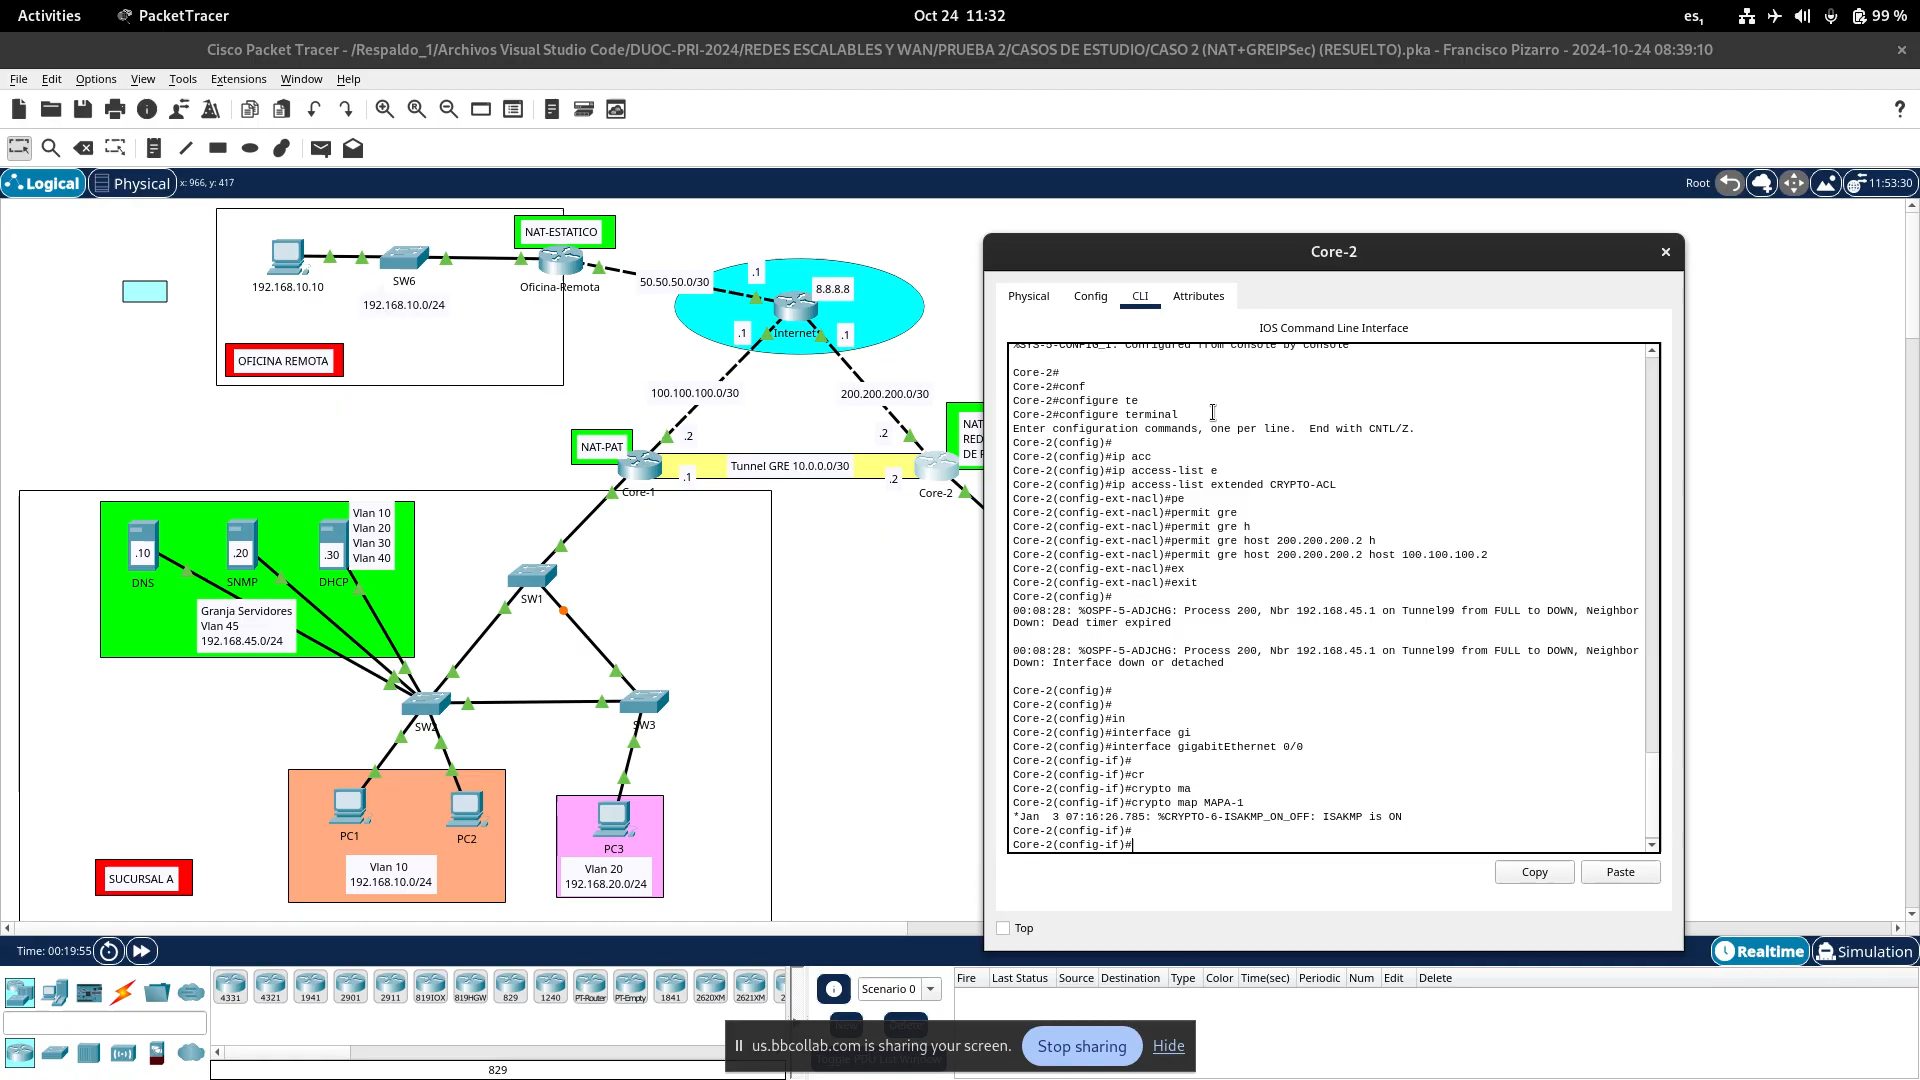 Activities
PacketTracer
Oct 24 11:32
es1
99 %
Cisco Packet Tracer - /Respaldo_1/Archivos Visual Studio Code/DUOC-PRI-2024/REDES ESCALABLES Y WAN/PRUEBA 2/CASOS DE ESTUDIO/CASO 2 (NAT+GREIPSec) (RESUELTO).pka - Francisco Pizarro - 2024-10-24 08:39:10
File Edit Options View Tools Extensions Window Help
Logical
Physical
x: 966, y: 417
Root
11:53:30
NAT-ESTATICO
192.168.10.10
SW6
192.168.10.0/24
Oficina-Remota
OFICINA REMOTA
50.50.50.0/30
.1
8.8.8.8
Internet
.1
.1
100.100.100.0/30
200.200.200.0/30
.2
.2
NAT-PAT
NAT
RED
DE
Tunnel GRE 10.0.0.0/30
.1
.2
Core-1
Core-2
.10
DNS
.20
SNMP
.30
DHCP
Vlan 10
Vlan 20
Vlan 30
Vlan 40
Granja Servidores
Vlan 45
192.168.45.0/24
SW1
SW2
SW3
PC1
PC2
Vlan 10
192.168.10.0/24
PC3
Vlan 20
192.168.20.0/24
SUCURSAL A
Core-2
Physical Config CLI Attributes
IOS Command Line Interface
%SYS-5-CONFIG_I: Configured from console by console
Core-2#
Core-2#conf
Core-2#configure te
Core-2#configure terminal
Enter configuration commands, one per line.  End with CNTL/Z.
Core-2(config)#
Core-2(config)#ip acc
Core-2(config)#ip access-list e
Core-2(config)#ip access-list extended CRYPTO-ACL
Core-2(config-ext-nacl)#pe
Core-2(config-ext-nacl)#permit gre
Core-2(config-ext-nacl)#permit gre h
Core-2(config-ext-nacl)#permit gre host 200.200.200.2 h
Core-2(config-ext-nacl)#permit gre host 200.200.200.2 host 100.100.100.2
Core-2(config-ext-nacl)#ex
Core-2(config-ext-nacl)#exit
Core-2(config)#
00:08:28: %OSPF-5-ADJCHG: Process 200, Nbr 192.168.45.1 on Tunnel99 from FULL to DOWN, Neighbor
Down: Dead timer expired
00:08:28: %OSPF-5-ADJCHG: Process 200, Nbr 192.168.45.1 on Tunnel99 from FULL to DOWN, Neighbor
Down: Interface down or detached
Core-2(config)#
Core-2(config)#
Core-2(config)#in
Core-2(config)#interface gi
Core-2(config)#interface gigabitEthernet 0/0
Core-2(config-if)#
Core-2(config-if)#cr
Core-2(config-if)#crypto ma
Core-2(config-if)#crypto map MAPA-1
*Jan  3 07:16:26.785: %CRYPTO-6-ISAKMP_ON_OFF: ISAKMP is ON
Core-2(config-if)#
Core-2(config-if)#
Copy
Paste
Top
Time: 00:19:55
Realtime
Simulation
4331 4321 1941 2901 2911 819IOX 819HGW 829 1240 PT-Router PT-Empty 1841 2620XM 2621XM 2
829
Scenario 0
New
Delete
Toggle PDU List Window
Fire Last Status Source Destination Type Color Time(sec) Periodic Num Edit Delete
us.bbcollab.com is sharing your screen.
Stop sharing
Hide